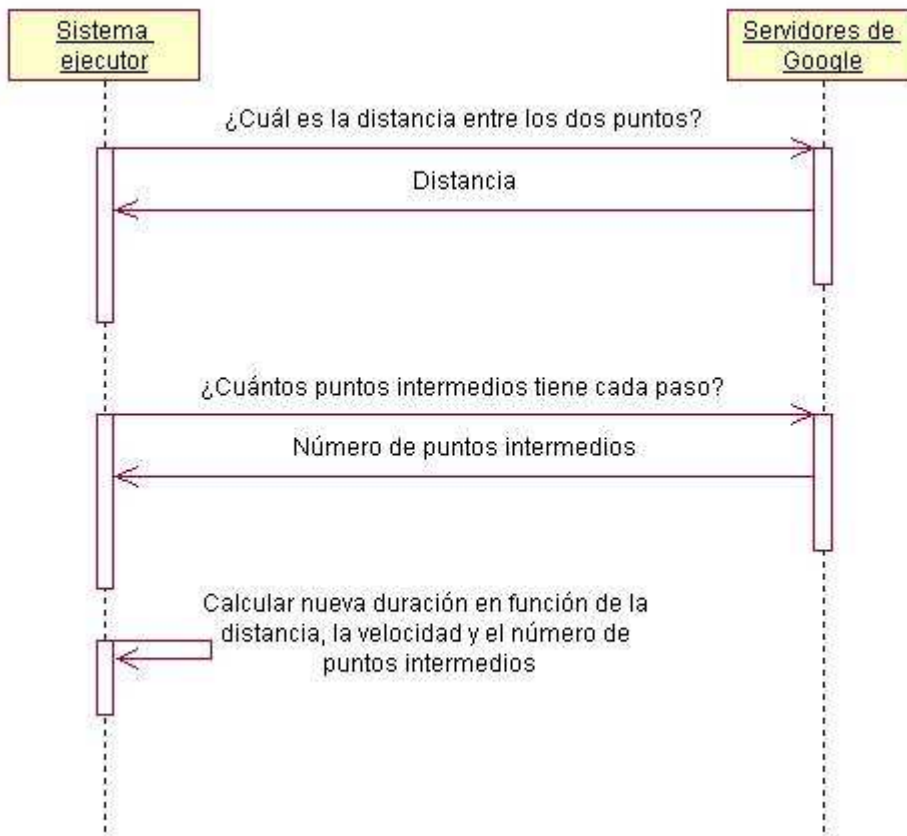 Sistema
ejecutor
Servidores de
Google
¿Cuál es la distancia entre los dos puntos?
Distancia
¿Cuántos puntos intermedios tiene cada paso?
Número de puntos intermedios
Calcular nueva duración en función de la
distancia, la velocidad y el número de
puntos intermedios